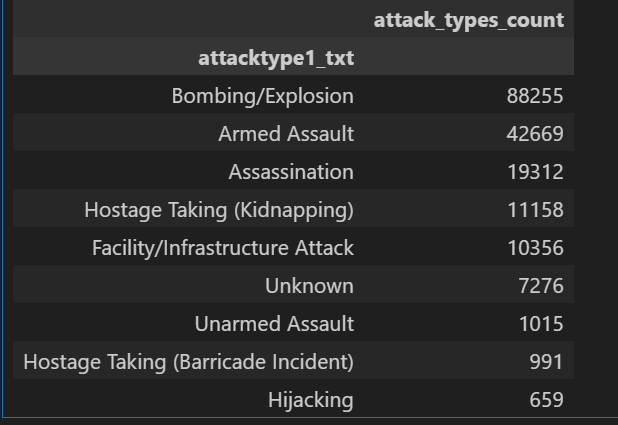 attack_types_count
attacktype1_txt
Bombing/Explosion 88255
Armed Assault 42669
Assassination 19312
Hostage Taking (Kidnapping) 11158
Facility/Infrastructure Attack 10356
Unknown 7276
Unarmed Assault 1015
Hostage Taking (Barricade Incident) 991
Hijacking 659